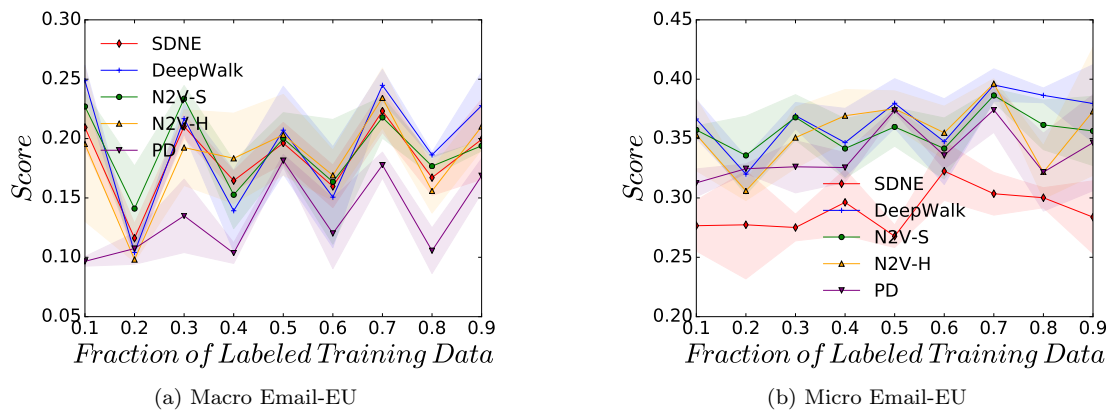 0.30
0.25
0.20
0.15
0.10
0.05
Score
SDNE
DeepWalk
N2V-S
N2V-H
PD
0.1 0.2 0.3 0.4 0.5 0.6 0.7 0.8 0.9
Fraction of Labeled Training Data
(a) Macro Email-EU
0.45
0.40
0.35
0.30
0.25
0.20
Score
SDNE
DeepWalk
N2V-S
N2V-H
PD
0.1 0.2 0.3 0.4 0.5 0.6 0.7 0.8 0.9
Fraction of Labeled Training Data
(b) Micro Email-EU